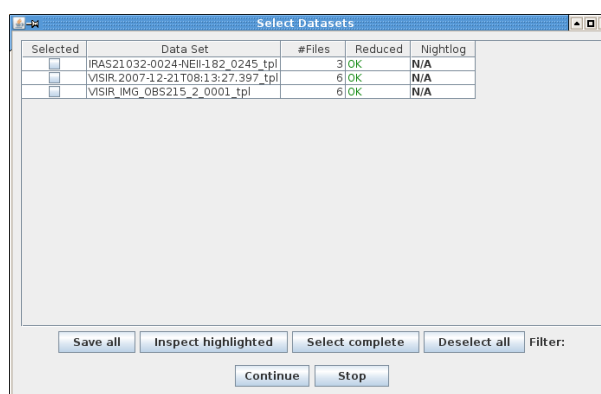 Select Datasets
Selected Data Set #Files Reduced Nightlog
IRAS21032-0024-NEII-182_0245_tpl 3 OK N/A
VISIR.2007-12-21T08:13:27.397_tpl 6 OK N/A
VISIR_IMG_OBS215_2_0001_tpl 6 OK N/A
Save all Inspect highlighted Select complete Deselect all Filter:
Continue Stop